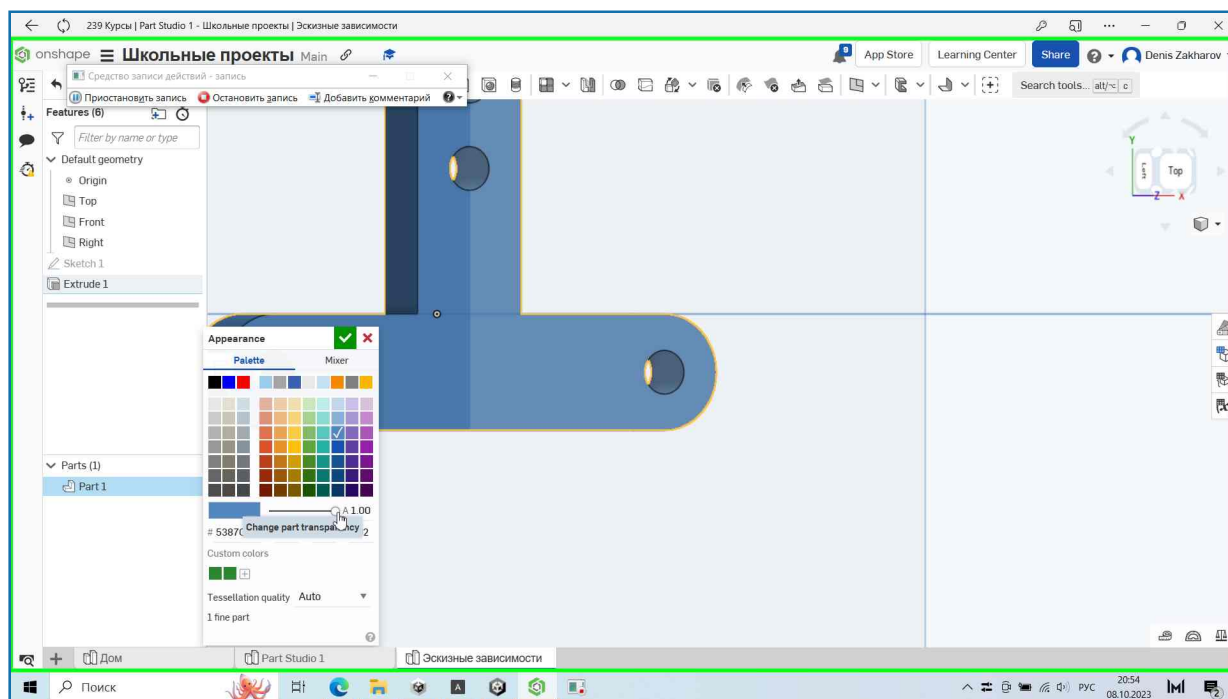 239 Курсы | Part Studio 1 - Школьные проекты | Эскизные зависимости
onshape Школьные проекты Main
9 App Store Learning Center Share Denis Zakharov
Средство записи действий - запись
Приостановить запись Остановить запись Добавить комментарий
Search tools... alt/⌥ c
Features (6)
Filter by name or type
Default geometry
Origin
Top
Front
Right
Sketch 1
Extrude 1
Y
Left
Top
Z X
Appearance
Palette Mixer
A 1.00
Change part transparency
Custom colors
Tessellation quality Auto
1 fine part
Parts (1)
Part 1
Дом Part Studio 1 Эскизные зависимости
Поиск
РУС
20:54
08.10.2023